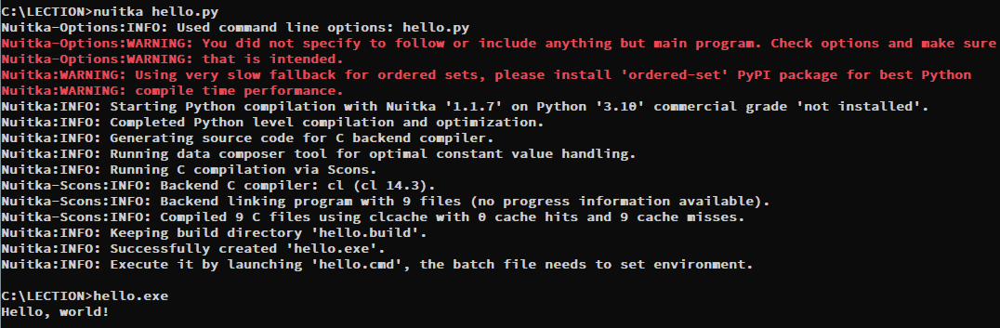 C:\LECTION>nuitka hello.py
Nuitka-Options:INFO: Used command line options: hello.py
Nuitka-Options:WARNING: You did not specify to follow or include anything but main program. Check options and make sure
Nuitka-Options:WARNING: that is intended.
Nuitka:WARNING: Using very slow fallback for ordered sets, please install 'ordered-set' PyPI package for best Python
Nuitka:WARNING: compile time performance.
Nuitka:INFO: Starting Python compilation with Nuitka '1.1.7' on Python '3.10' commercial grade 'not installed'.
Nuitka:INFO: Completed Python level compilation and optimization.
Nuitka:INFO: Generating source code for C backend compiler.
Nuitka:INFO: Running data composer tool for optimal constant value handling.
Nuitka:INFO: Running C compilation via Scons.
Nuitka-Scons:INFO: Backend C compiler: cl (cl 14.3).
Nuitka-Scons:INFO: Backend linking program with 9 files (no progress information available).
Nuitka-Scons:INFO: Compiled 9 C files using clcache with 0 cache hits and 9 cache misses.
Nuitka:INFO: Keeping build directory 'hello.build'.
Nuitka:INFO: Successfully created 'hello.exe'.
Nuitka:INFO: Execute it by launching 'hello.cmd', the batch file needs to set environment.
C:\LECTION>hello.exe
Hello, world!